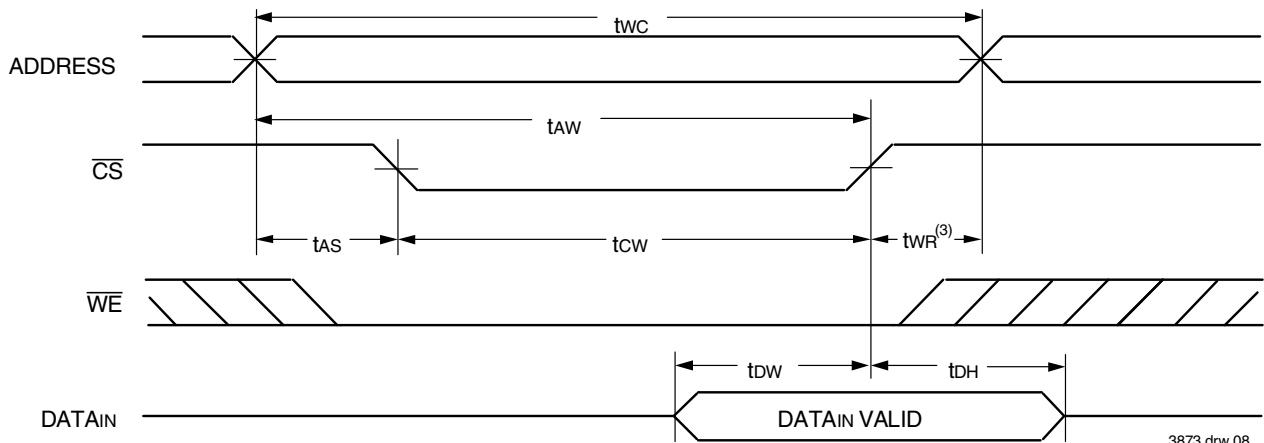 tWC
ADDRESS
tAW
CS
tAS
tCW
tWR(3)
WE
tDW
tDH
DATAIN
DATAIN VALID
3873 drw 08